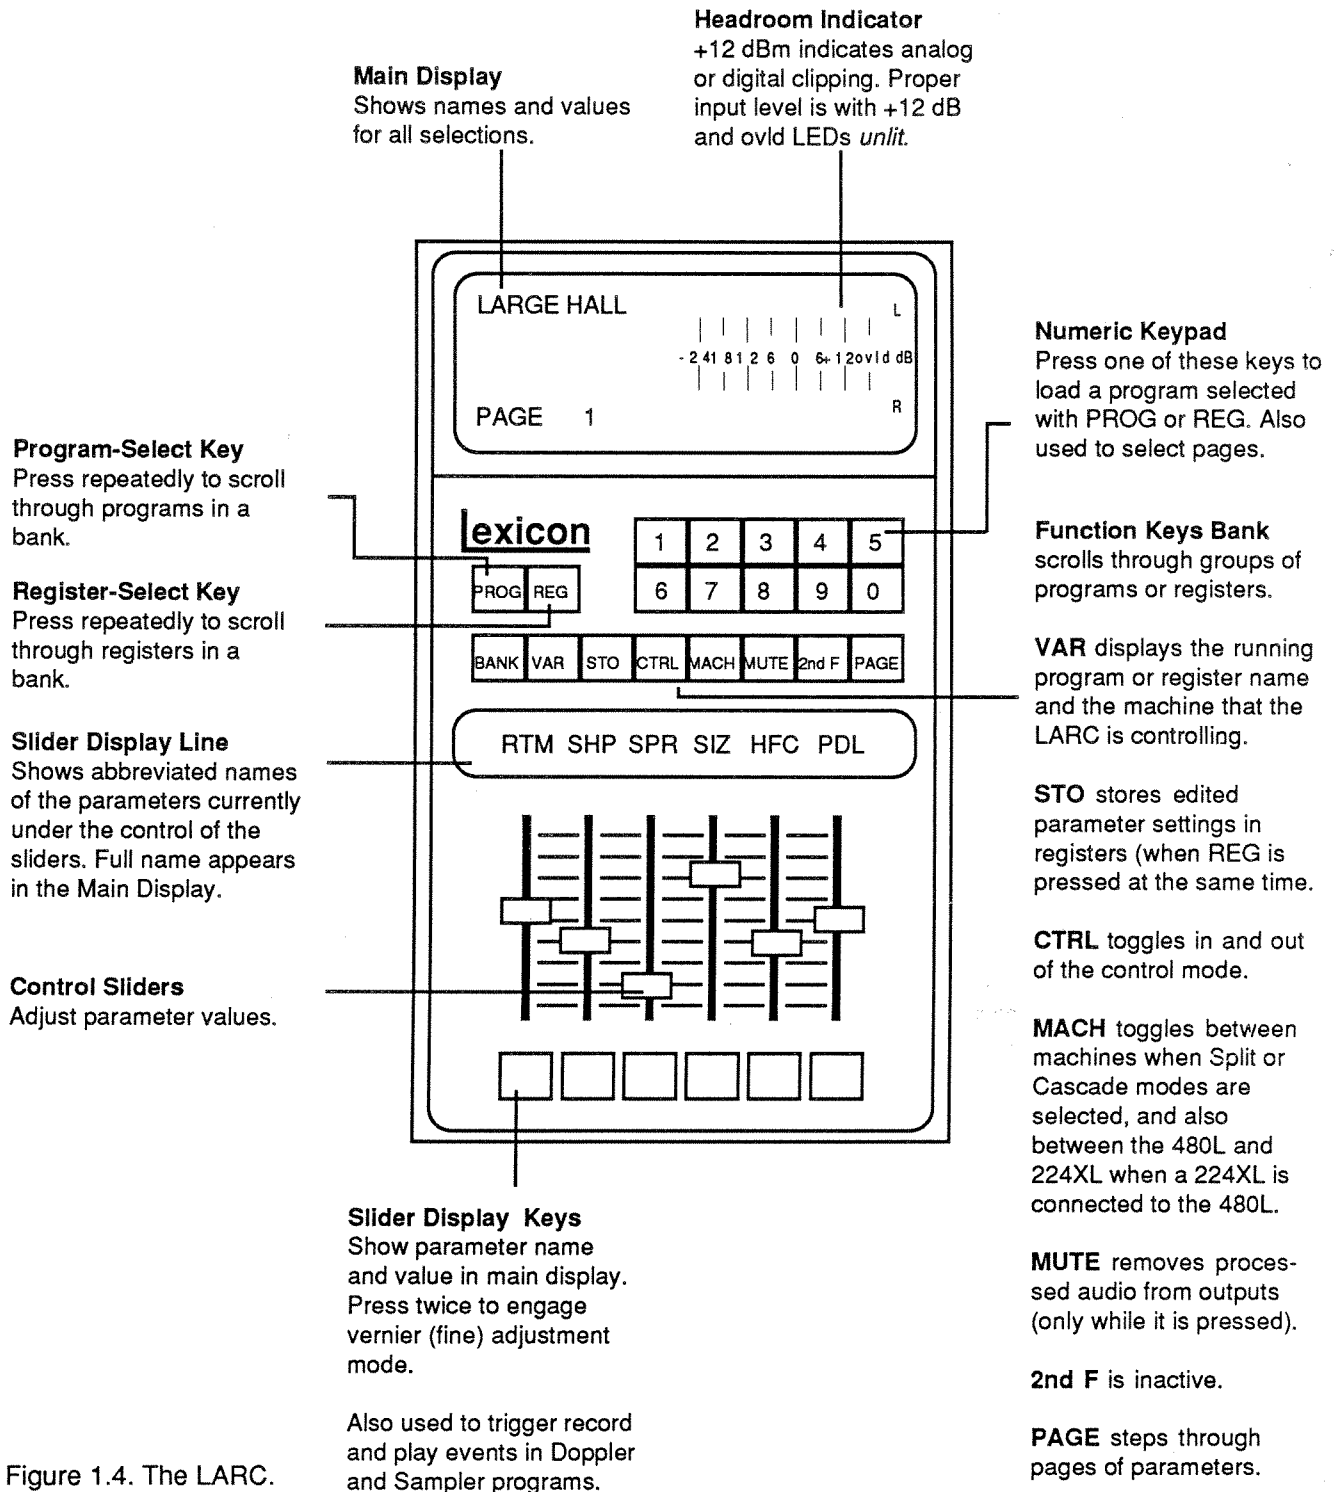 Headroom Indicator
+12 dBm indicates analog
or digital clipping. Proper
input level is with +12 dB
and ovld LEDs unlit.
Main Display
Shows names and values
for all selections.
LARGE HALL
L
- 2 41 8 1 2 6 0 6+ 1 2o v l d dB
R
PAGE 1
Program-Select Key
Press repeatedly to scroll
through programs in a
bank.
Register-Select Key
Press repeatedly to scroll
through registers in a
bank.
Slider Display Line
Shows abbreviated names
of the parameters currently
under the control of the
sliders. Full name appears
in the Main Display.
Control Sliders
Adjust parameter values.
lexicon
1 2 3 4 5
PROG REG
6 7 8 9 0
BANK VAR STO CTRL MACH MUTE 2nd F PAGE
RTM SHP SPR SIZ HFC PDL
Numeric Keypad
Press one of these keys to
load a program selected
with PROG or REG. Also
used to select pages.
Function Keys Bank
scrolls through groups of
programs or registers.
VAR displays the running
program or register name
and the machine that the
LARC is controlling.
STO stores edited
parameter settings in
registers (when REG is
pressed at the same time.
CTRL toggles in and out
of the control mode.
MACH toggles between
machines when Split or
Cascade modes are
selected, and also
between the 480L and
224XL when a 224XL is
connected to the 480L.
MUTE removes proces-
sed audio from outputs
(only while it is pressed).
2nd F is inactive.
PAGE steps through
pages of parameters.
Slider Display Keys
Show parameter name
and value in main display.
Press twice to engage
vernier (fine) adjustment
mode.
Also used to trigger record
and play events in Doppler
and Sampler programs.
Figure 1.4. The LARC.